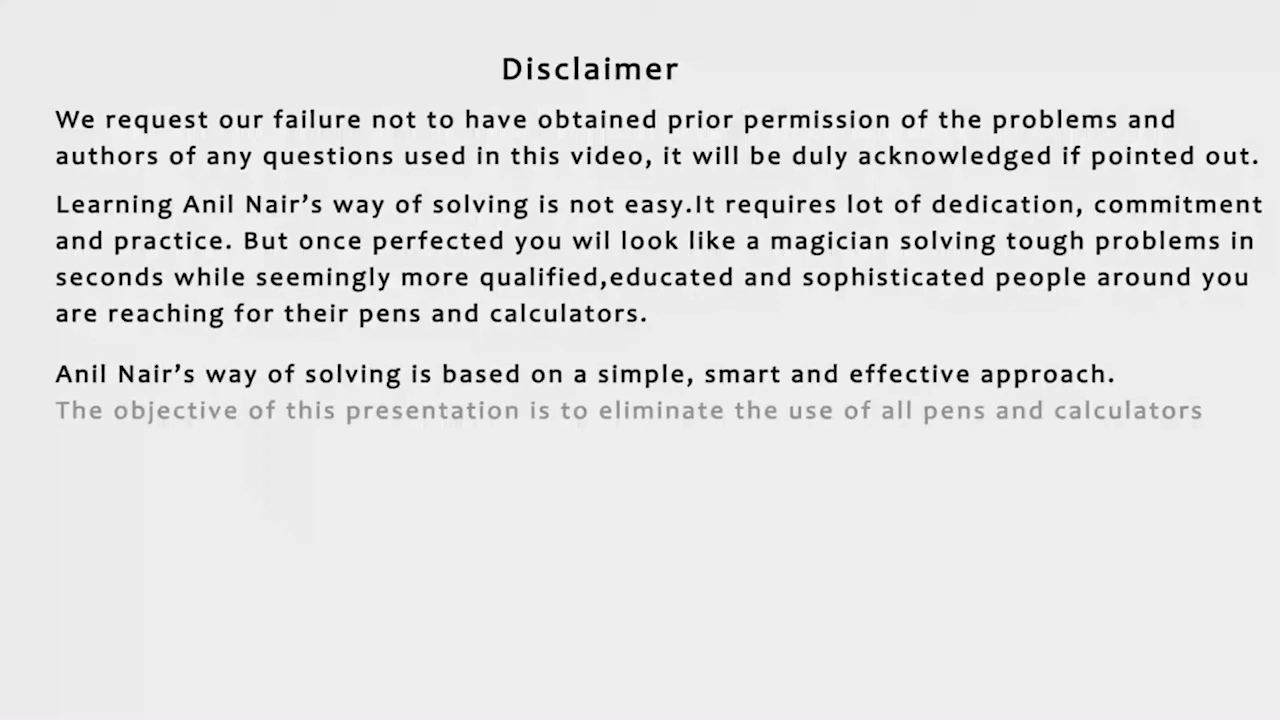 Disclaimer
We request our failure not to have obtained prior permission of the problems and
authors of any questions used in this video, it will be duly acknowledged if pointed out.
Learning Anil Nair’s way of solving is not easy.It requires lot of dedication, commitment
and practice. But once perfected you wil look like a magician solving tough problems in
seconds while seemingly more qualified,educated and sophisticated people around you
are reaching for their pens and calculators.
Anil Nair’s way of solving is based on a simple, smart and effective approach.
The objective of this presentation is to eliminate the use of all pens and calculators